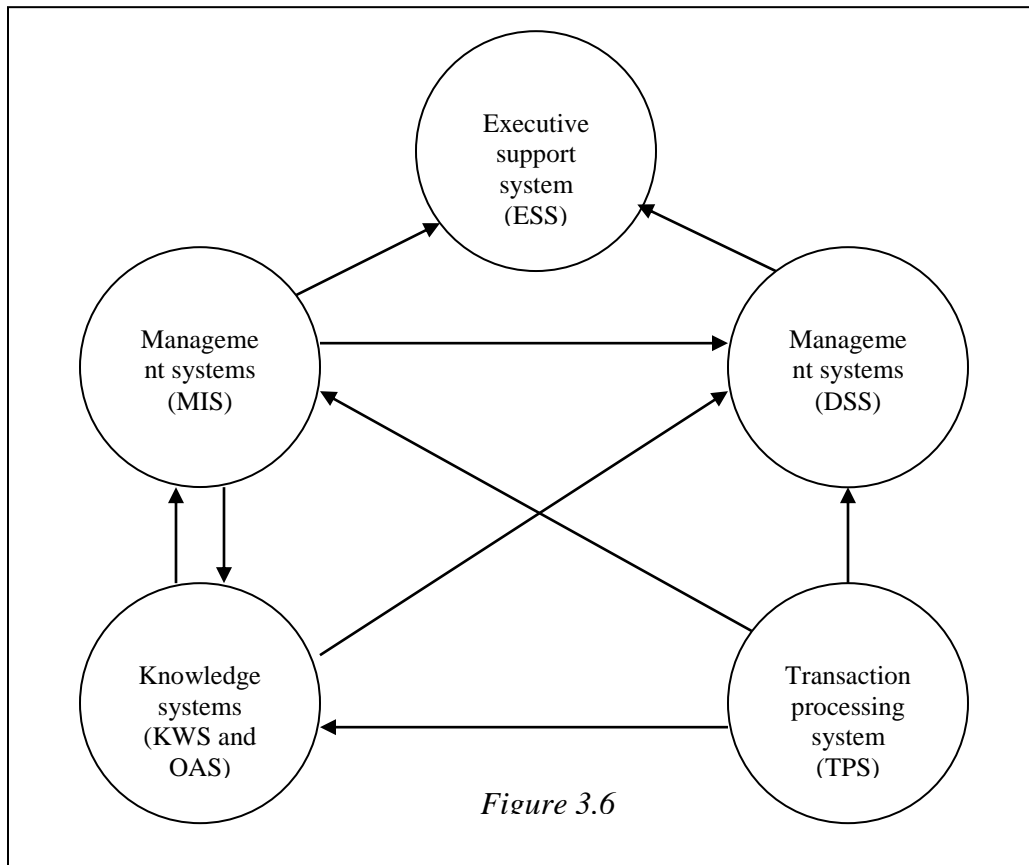 Executive
support
system
(ESS)
Manageme
nt systems
(MIS)
Manageme
nt systems
(DSS)
Knowledge
systems
(KWS and
OAS)
Transaction
processing
system
(TPS)
Figure 3.6